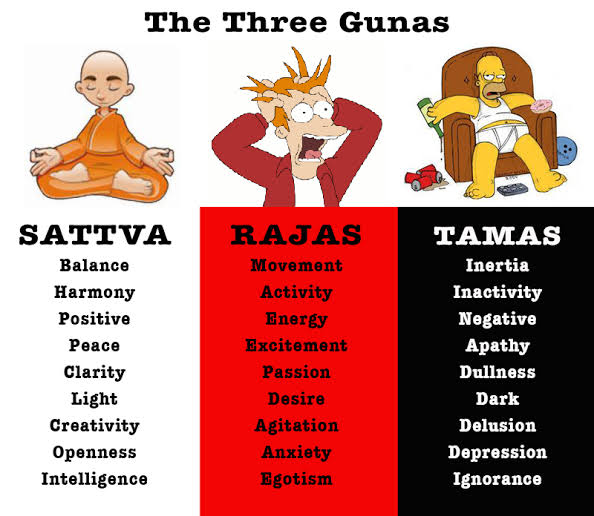 The Three Gunas
SATTVA
Balance
Harmony
Positive
Peace
Clarity
Light
Creativity
Openness
Intelligence
RAJAS
Movement
Activity
Energy
Excitement
Passion
Desire
Agitation
Anxiety
Egotism
TAMAS
Inertia
Inactivity
Negative
Apathy
Dullness
Dark
Delusion
Depression
Ignorance